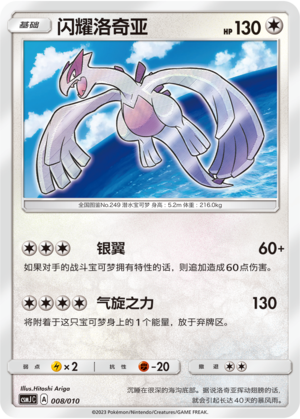 基础 闪耀洛奇亚 HP 130
全国图鉴No.249 潜水宝可梦 身高：5.2m 体重：216.0kg
银翼 60+
如果对手的战斗宝可梦拥有特性的话，则追加造成60点伤害。
气旋之力 130
将附着于这只宝可梦身上的1个能量，放于弃牌区。
弱点 ×2 抗性 -20 撤退
Illus.Hitoshi Ariga
CSMJC A 008/010
沉睡在很深的海沟底部。据说洛奇亚挥动翅膀的话，
就会引起长达40天的暴风雨。
©2023 Pokémon/Nintendo/Creatures/GAME FREAK.